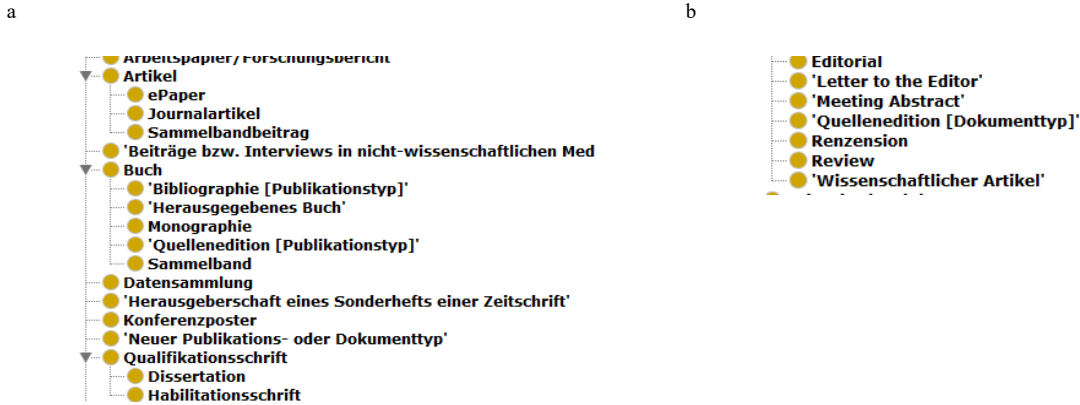 a
b
Arbeitspapier/Forschungsbericht
Artikel
ePaper
Journalartikel
Sammelbandbeitrag
'Beiträge bzw. Interviews in nicht-wissenschaftlichen Med
Buch
'Bibliographie [Publikationstyp]'
'Herausgegebenes Buch'
Monographie
'Quellenedition [Publikationstyp]'
Sammelband
Datensammlung
'Herausgeberschaft eines Sonderhefts einer Zeitschrift'
Konferenzposter
'Neuer Publikations- oder Dokumenttyp'
Qualifikationsschrift
Dissertation
Habilitationsschrift
Editorial
'Letter to the Editor'
'Meeting Abstract'
'Quellenedition [Dokumenttyp]'
Renzension
Review
'Wissenschaftlicher Artikel'